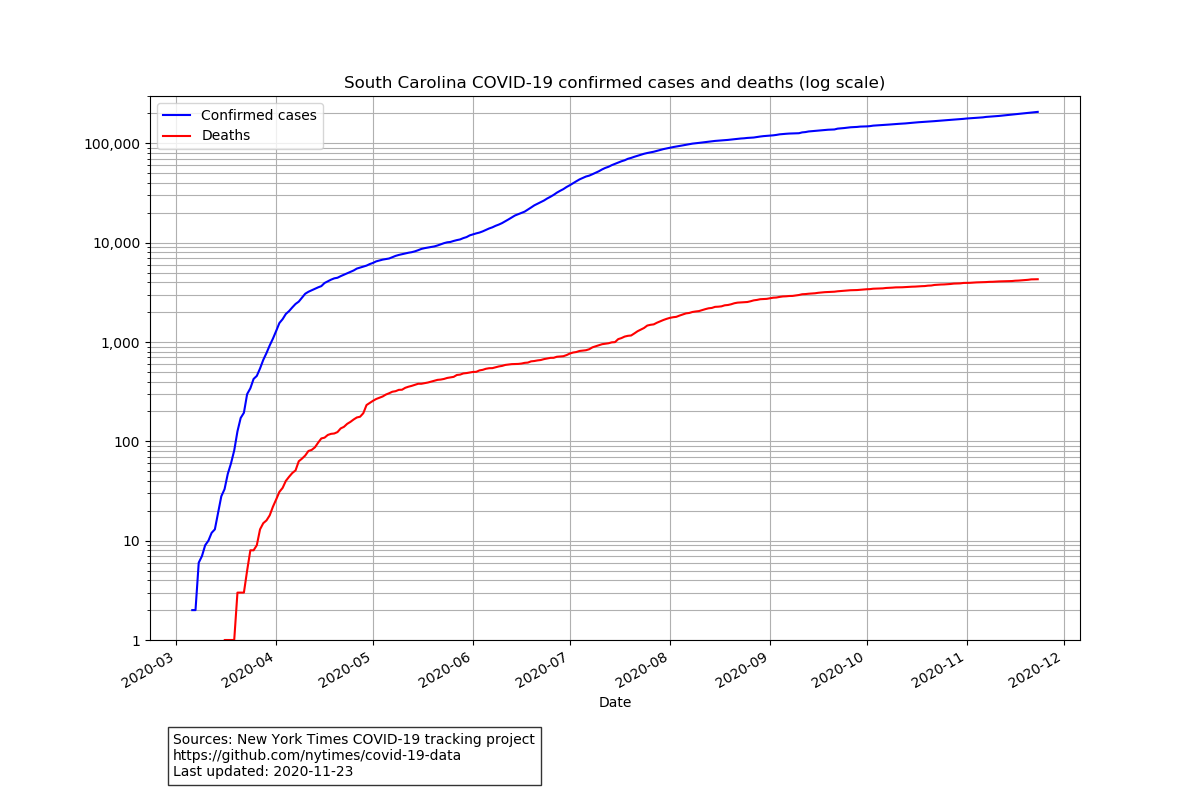 South Carolina COVID-19 confirmed cases and deaths (log scale)
Confirmed cases
Deaths
100,000
10,000
1,000
100
10
1
2020-03
2020-04
2020-05
2020-06
2020-07
2020-08
2020-09
2020-10
2020-11
2020-12
Date
Sources: New York Times COVID-19 tracking project
https://github.com/nytimes/covid-19-data
Last updated: 2020-11-23